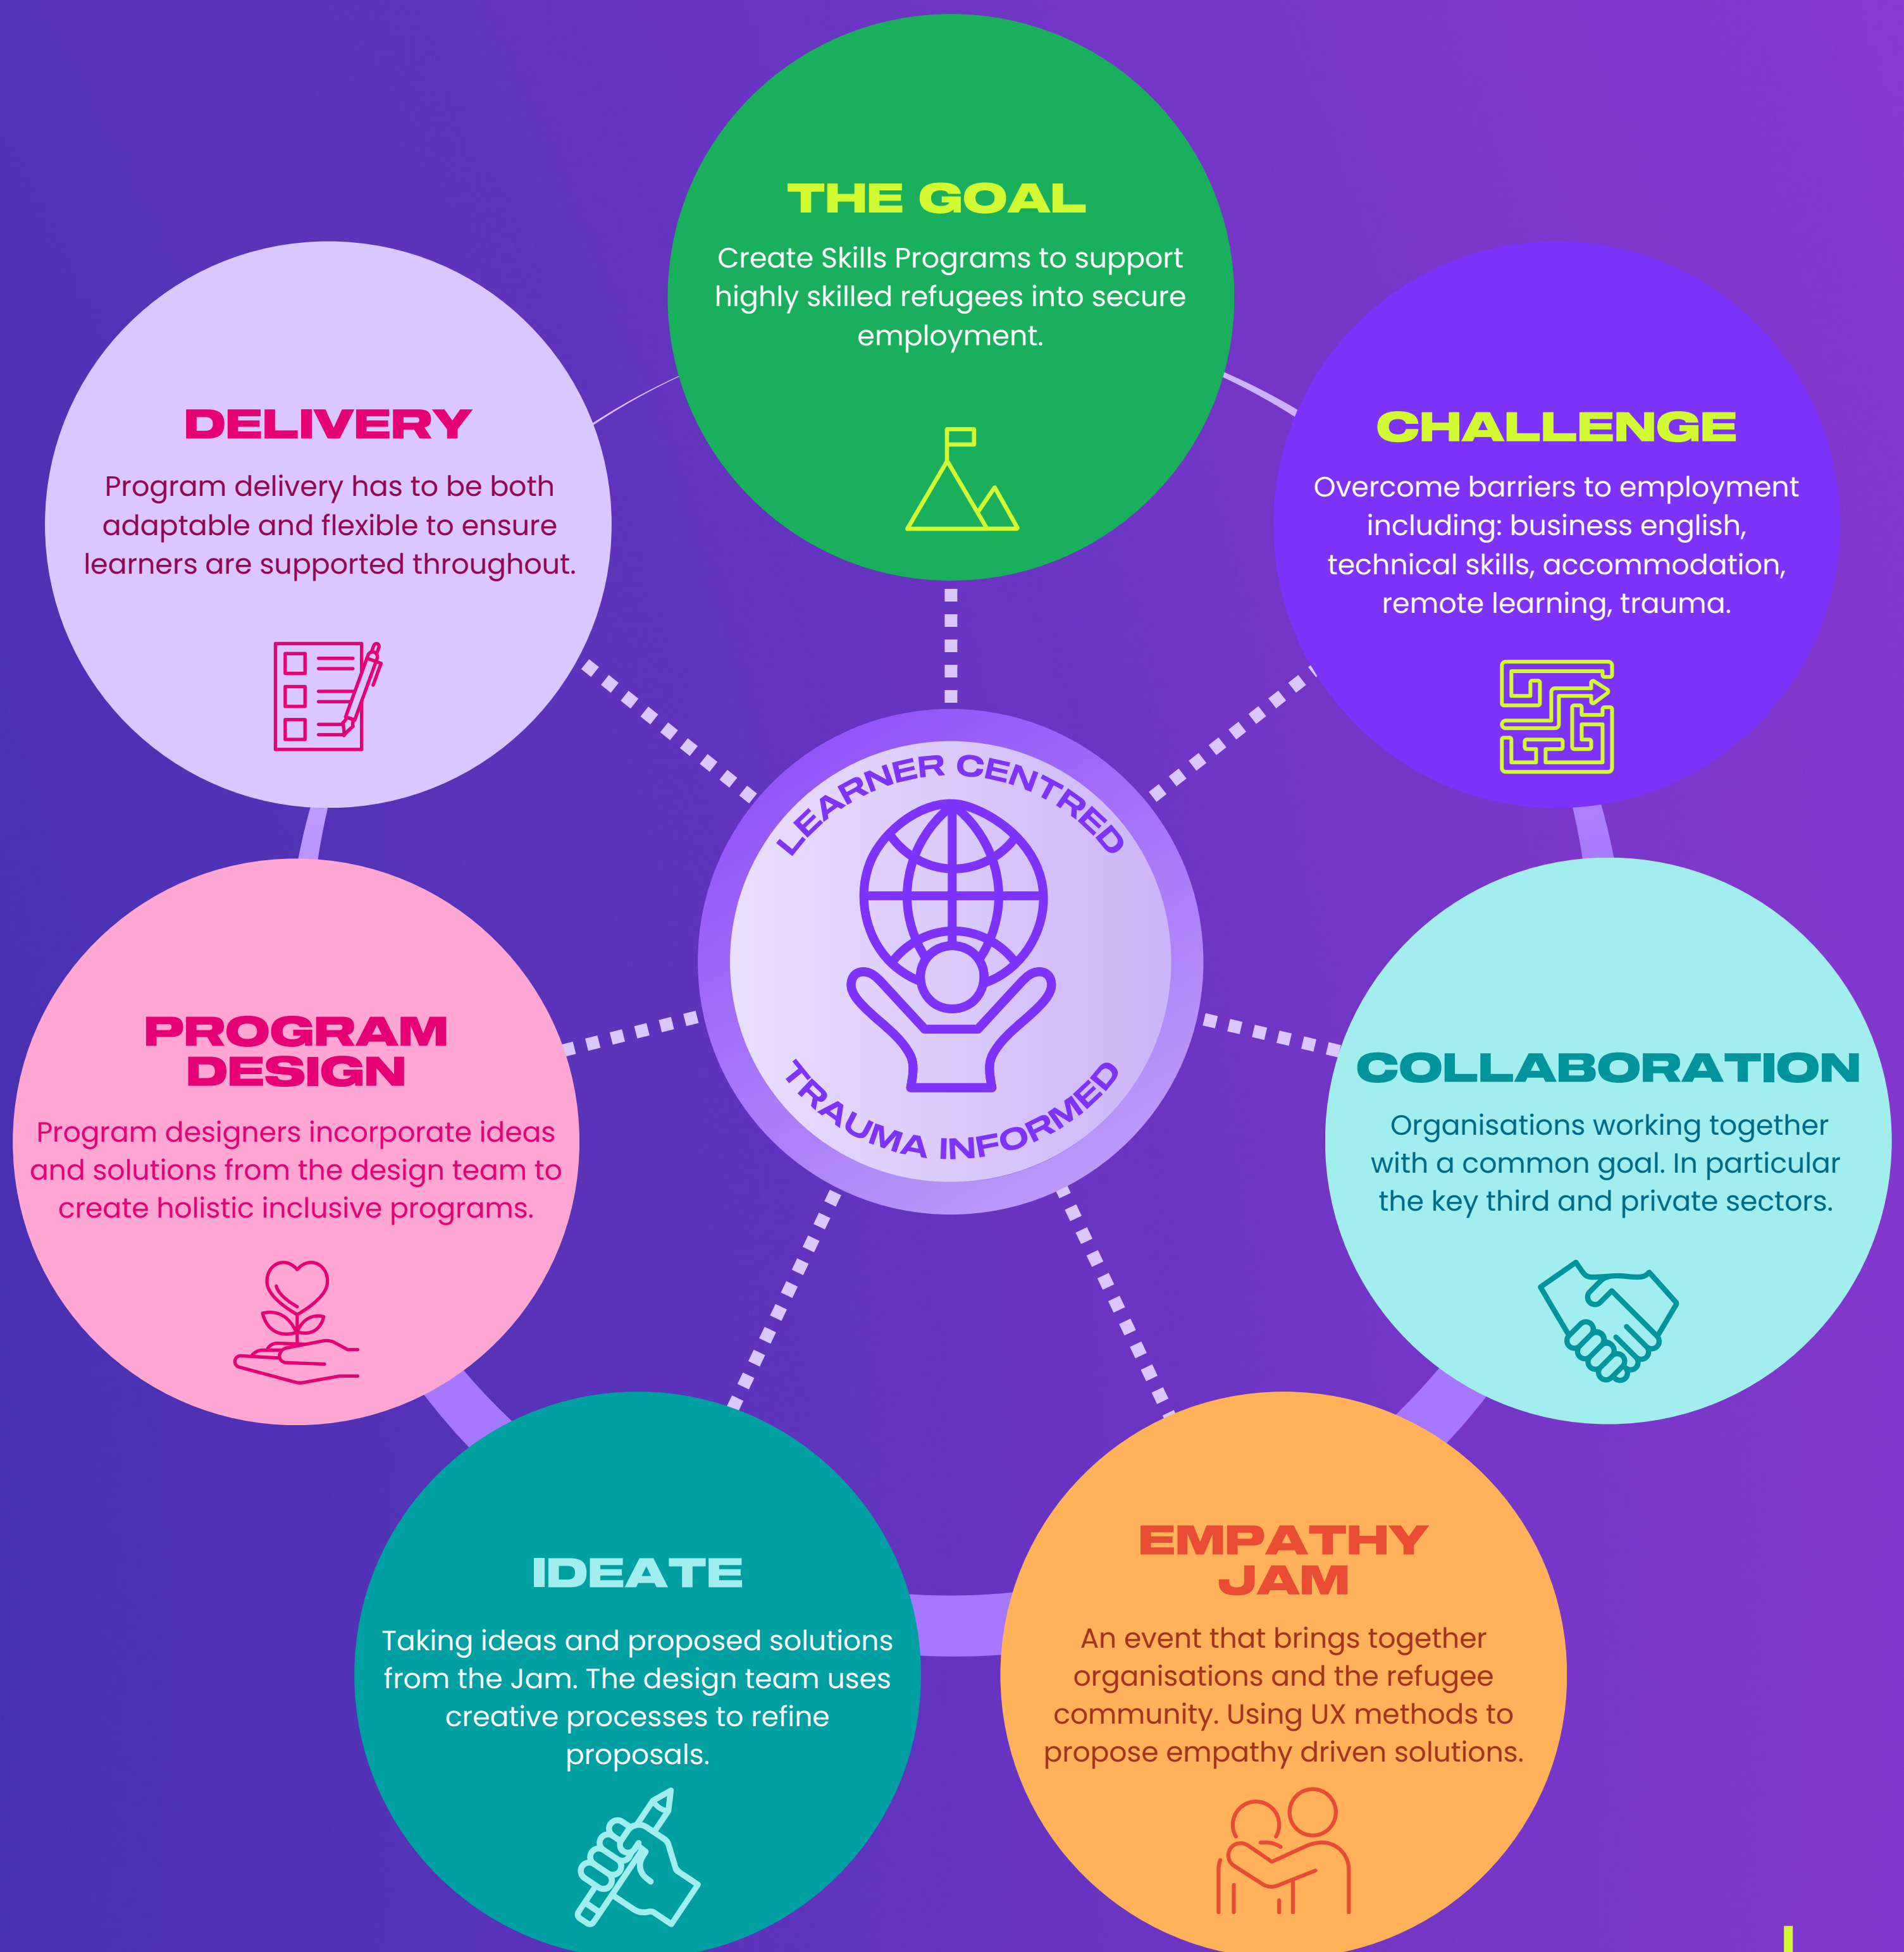 THE GOAL
Create Skills Programs to support
highly skilled refugees into secure
employment.
CHALLENGE
Overcome barriers to employment
including: business english,
technical skills, accommodation,
remote learning, trauma.
COLLABORATION
Organisations working together
with a common goal. In particular
the key third and private sectors.
EMPATHY
JAM
An event that brings together
organisations and the refugee
community. Using UX methods to
propose empathy driven solutions.
IDEATE
Taking ideas and proposed solutions
from the Jam. The design team uses
creative processes to refine
proposals.
PROGRAM
DESIGN
Program designers incorporate ideas
and solutions from the design team to
create holistic inclusive programs.
DELIVERY
Program delivery has to be both
adaptable and flexible to ensure
learners are supported throughout.
LEARNER CENTRED
TRAUMA INFORMED